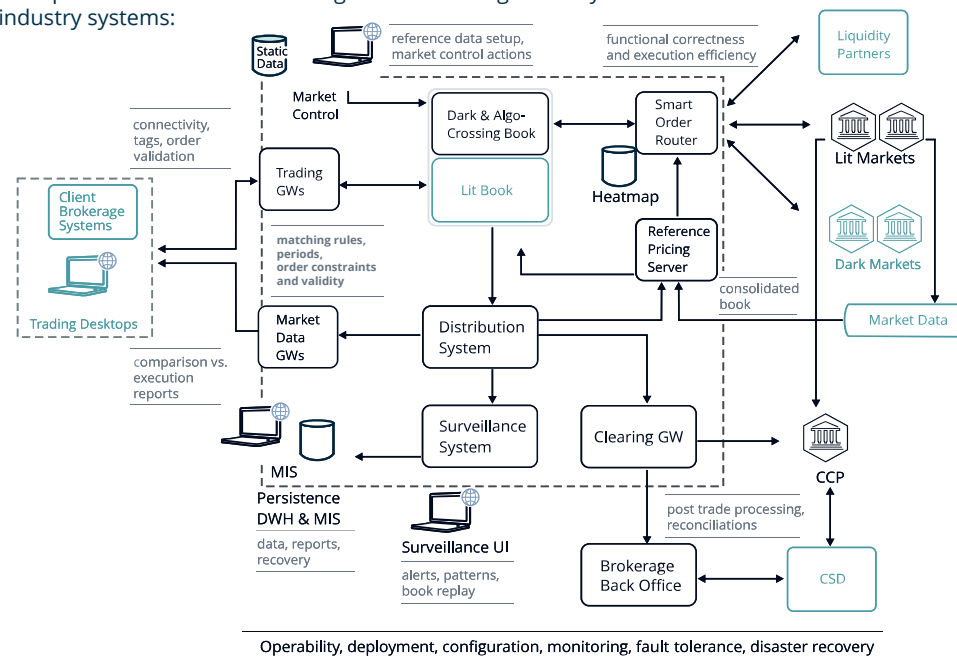 industry systems:
Static
Data
reference data setup,
market control actions
functional correctness
and execution efficiency
Liquidity
Partners
Market
Control
Dark & Algo-
Crossing Book
Smart
Order
Router
connectivity,
tags, order
validation
Lit Markets
Trading
GWs
Lit Book
Heatmap
Client
Brokerage
Systems
matching rules,
periods,
order constraints
and validity
Reference
Pricing
Server
Dark Markets
consolidated
book
Trading Desktops
Market
Data
GWs
Distribution
System
Market Data
comparison vs.
execution
reports
Surveillance
System
Clearing GW
MIS
CCP
Persistence
DWH & MIS
post trade processing,
reconciliations
data, reports,
recovery
Surveillance UI
alerts, patterns,
book replay
Brokerage
Back Office
CSD
Operability, deployment, configuration, monitoring, fault tolerance, disaster recovery